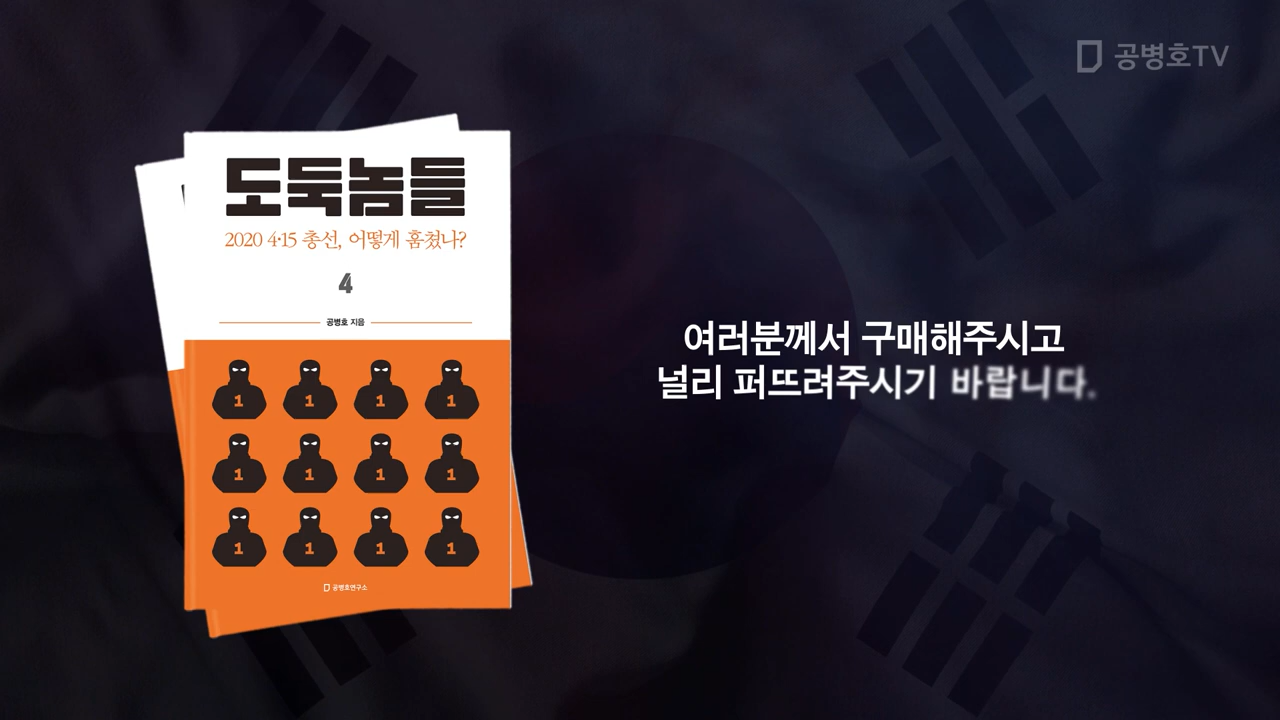 공병호TV
도둑놈들
2020 4·15 총선, 어떻게 훔쳤나?
4
공병호 지음
1 1 1 1
1 1 1 1
1 1 1 1
공병호연구소
여러분께서 구매해주시고
널리 퍼뜨려주시기 바랍니다.